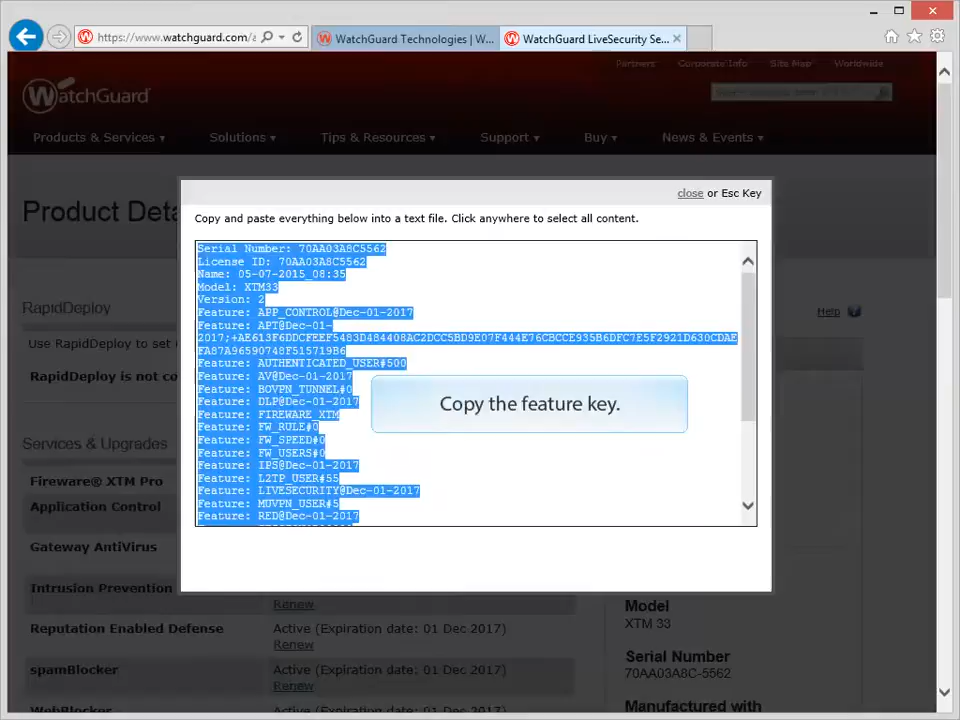 https://www.watchguard.com/a
WatchGuard Technologies | W...
WatchGuard LiveSecurity Se...
Partners Corporate Info Site Map Worldwide
WatchGuard
Products & Services Solutions Tips & Resources Support Buy News & Events
Product Deta
close or Esc Key
Copy and paste everything below into a text file. Click anywhere to select all content.
Serial Number: 70AA03A8C5562
License ID: 70AA03A8C5562
Name: 05-07-2015_08:35
Model: XTM33
Version: 2
Feature: APP_CONTROL@Dec-01-2017
Feature: APT@Dec-01-
2017;+AE613F6DDCFEEF5483D484408AC2DCC5BD9E07F444E76CBCCE935B6DFC7E5F2921D630CDAE
FA87A96590748F515719B6
Feature: AUTHENTICATED_USER#500
Feature: AV@Dec-01-2017
Feature: BOVPN_TUNNEL#0
Feature: DLP@Dec-01-2017
Feature: FIREWARE_XTM
Feature: FW_RULE#0
Feature: FW_SPEED#0
Feature: FW_USERS#0
Feature: IPS@Dec-01-2017
Feature: L2TP_USER#55
Feature: LIVESECURITY@Dec-01-2017
Feature: MUVPN_USER#5
Feature: RED@Dec-01-2017
Copy the feature key.
RapidDeploy
Help
Use RapidDeploy to set
RapidDeploy is not co
Services & Upgrades
Fireware® XTM Pro
Application Control
Gateway AntiVirus
Intrusion Prevention
Renew
Reputation Enabled Defense
Active (Expiration date: 01 Dec 2017)
Renew
spamBlocker
Active (Expiration date: 01 Dec 2017)
Renew
WebBlocker
Active (Expiration date: 01 Dec 2017)
Model
XTM 33
Serial Number
70AA03A8C-5562
Manufactured with